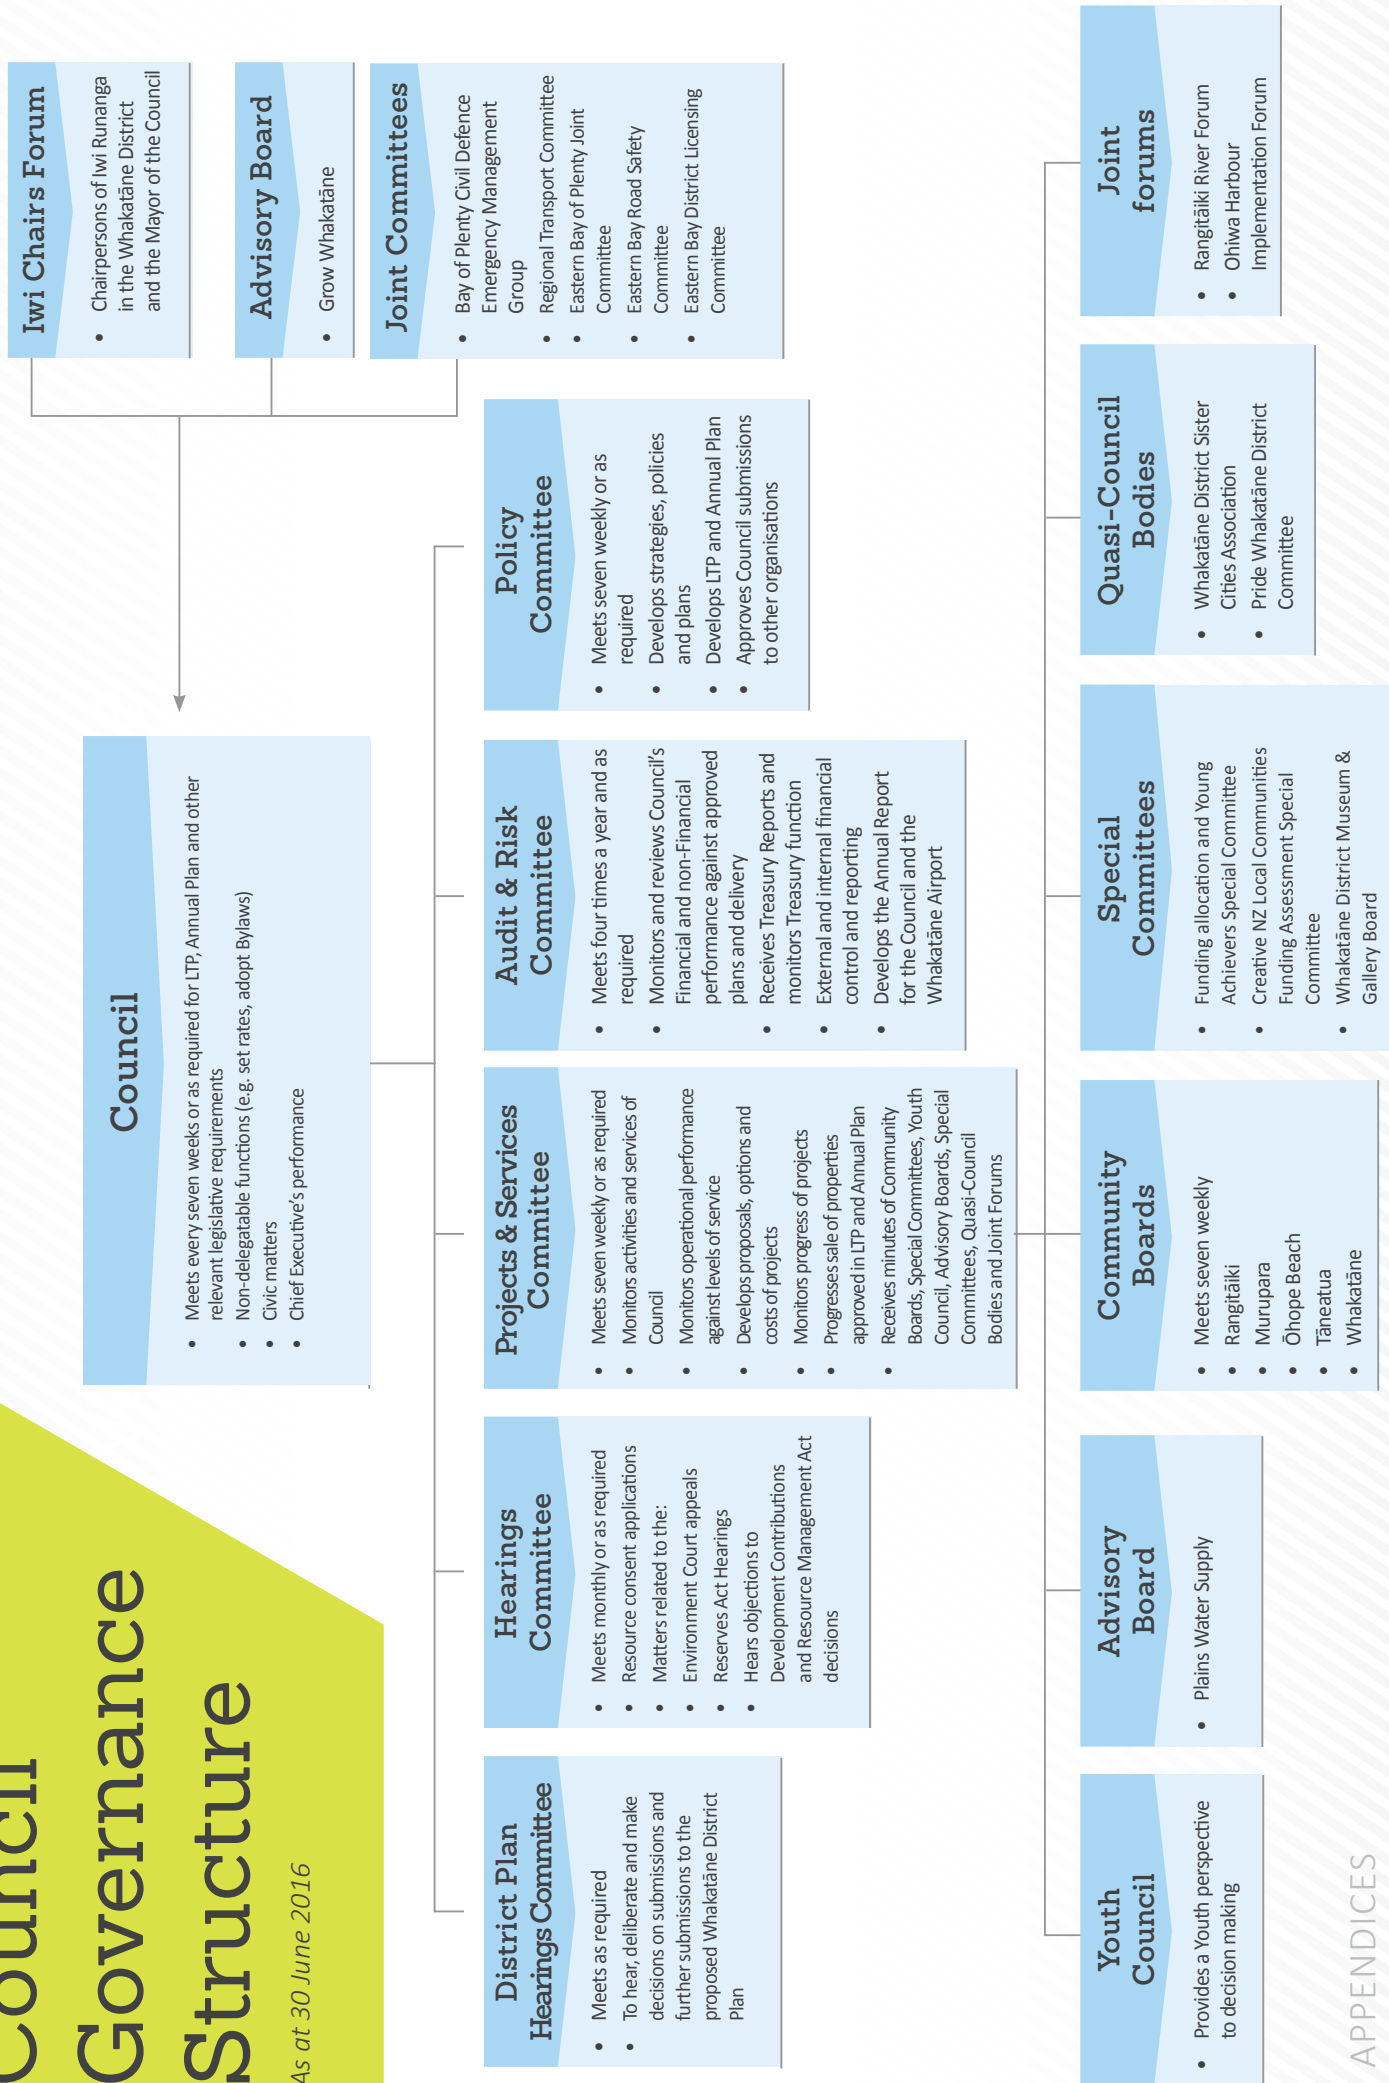 Council
Governance
Structure
As at 30 June 2016
Iwi Chairs Forum
• Chairpersons of Iwi Runanga
in the Whakatāne District
and the Mayor of the Council
Advisory Board
• Grow Whakatāne
Joint Committees
• Bay of Plenty Civil Defence
Emergency Management
Group
• Regional Transport Committee
• Eastern Bay of Plenty Joint
Committee
• Eastern Bay Road Safety
Committee
• Eastern Bay District Licensing
Committee
Council
• Meets every seven weeks or as required for LTP, Annual Plan and other
relevant legislative requirements
• Non-delegatable functions (e.g. set rates, adopt Bylaws)
• Civic matters
• Chief Executive’s performance
District Plan
Hearings Committee
• Meets as required
• To hear, deliberate and make
decisions on submissions and
further submissions to the
proposed Whakatāne District
Plan
Hearings
Committee
• Meets monthly or as required
• Resource consent applications
• Matters related to the:
• Environment Court appeals
• Reserves Act Hearings
• Hears objections to
Development Contributions
and Resource Management Act
decisions
Projects & Services
Committee
• Meets seven weekly or as required
• Monitors activities and services of
Council
• Monitors operational performance
against levels of service
• Develops proposals, options and
costs of projects
• Monitors progress of projects
• Progresses sale of properties
approved in LTP and Annual Plan
• Receives minutes of Community
Boards, Special Committees, Youth
Council, Advisory Boards, Special
Committees, Quasi-Council
Bodies and Joint Forums
Audit & Risk
Committee
• Meets four times a year and as
required
• Monitors and reviews Council’s
Financial and non-Financial
performance against approved
plans and delivery
• Receives Treasury Reports and
monitors Treasury function
• External and internal financial
control and reporting
• Develops the Annual Report
for the Council and the
Whakatāne Airport
Policy
Committee
• Meets seven weekly or as
required
• Develops strategies, policies
and plans
• Develops LTP and Annual Plan
• Approves Council submissions
to other organisations
Youth
Council
• Provides a Youth perspective
to decision making
Advisory
Board
• Plains Water Supply
Community
Boards
• Meets seven weekly
• Rangitāiki
• Murupara
• Ōhope Beach
• Tāneatua
• Whakatāne
Special
Committees
• Funding allocation and Young
Achievers Special Committee
• Creative NZ Local Communities
Funding Assessment Special
Committee
• Whakatāne District Museum &
Gallery Board
Quasi-Council
Bodies
• Whakatāne District Sister
Cities Association
• Pride Whakatāne District
Committee
Joint
forums
• Rangitāiki River Forum
• Ohiwa Harbour
Implementation Forum
APPENDICES